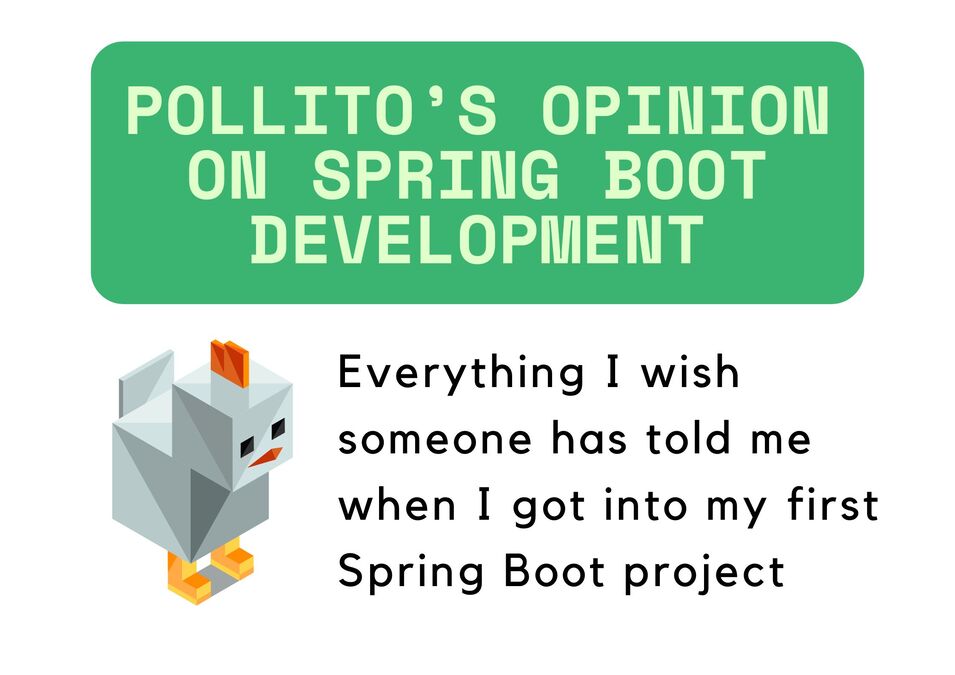 POLLITO’S OPINION
ON SPRING BOOT
DEVELOPMENT
Everything I wish
someone has told me
when I got into my first
Spring Boot project